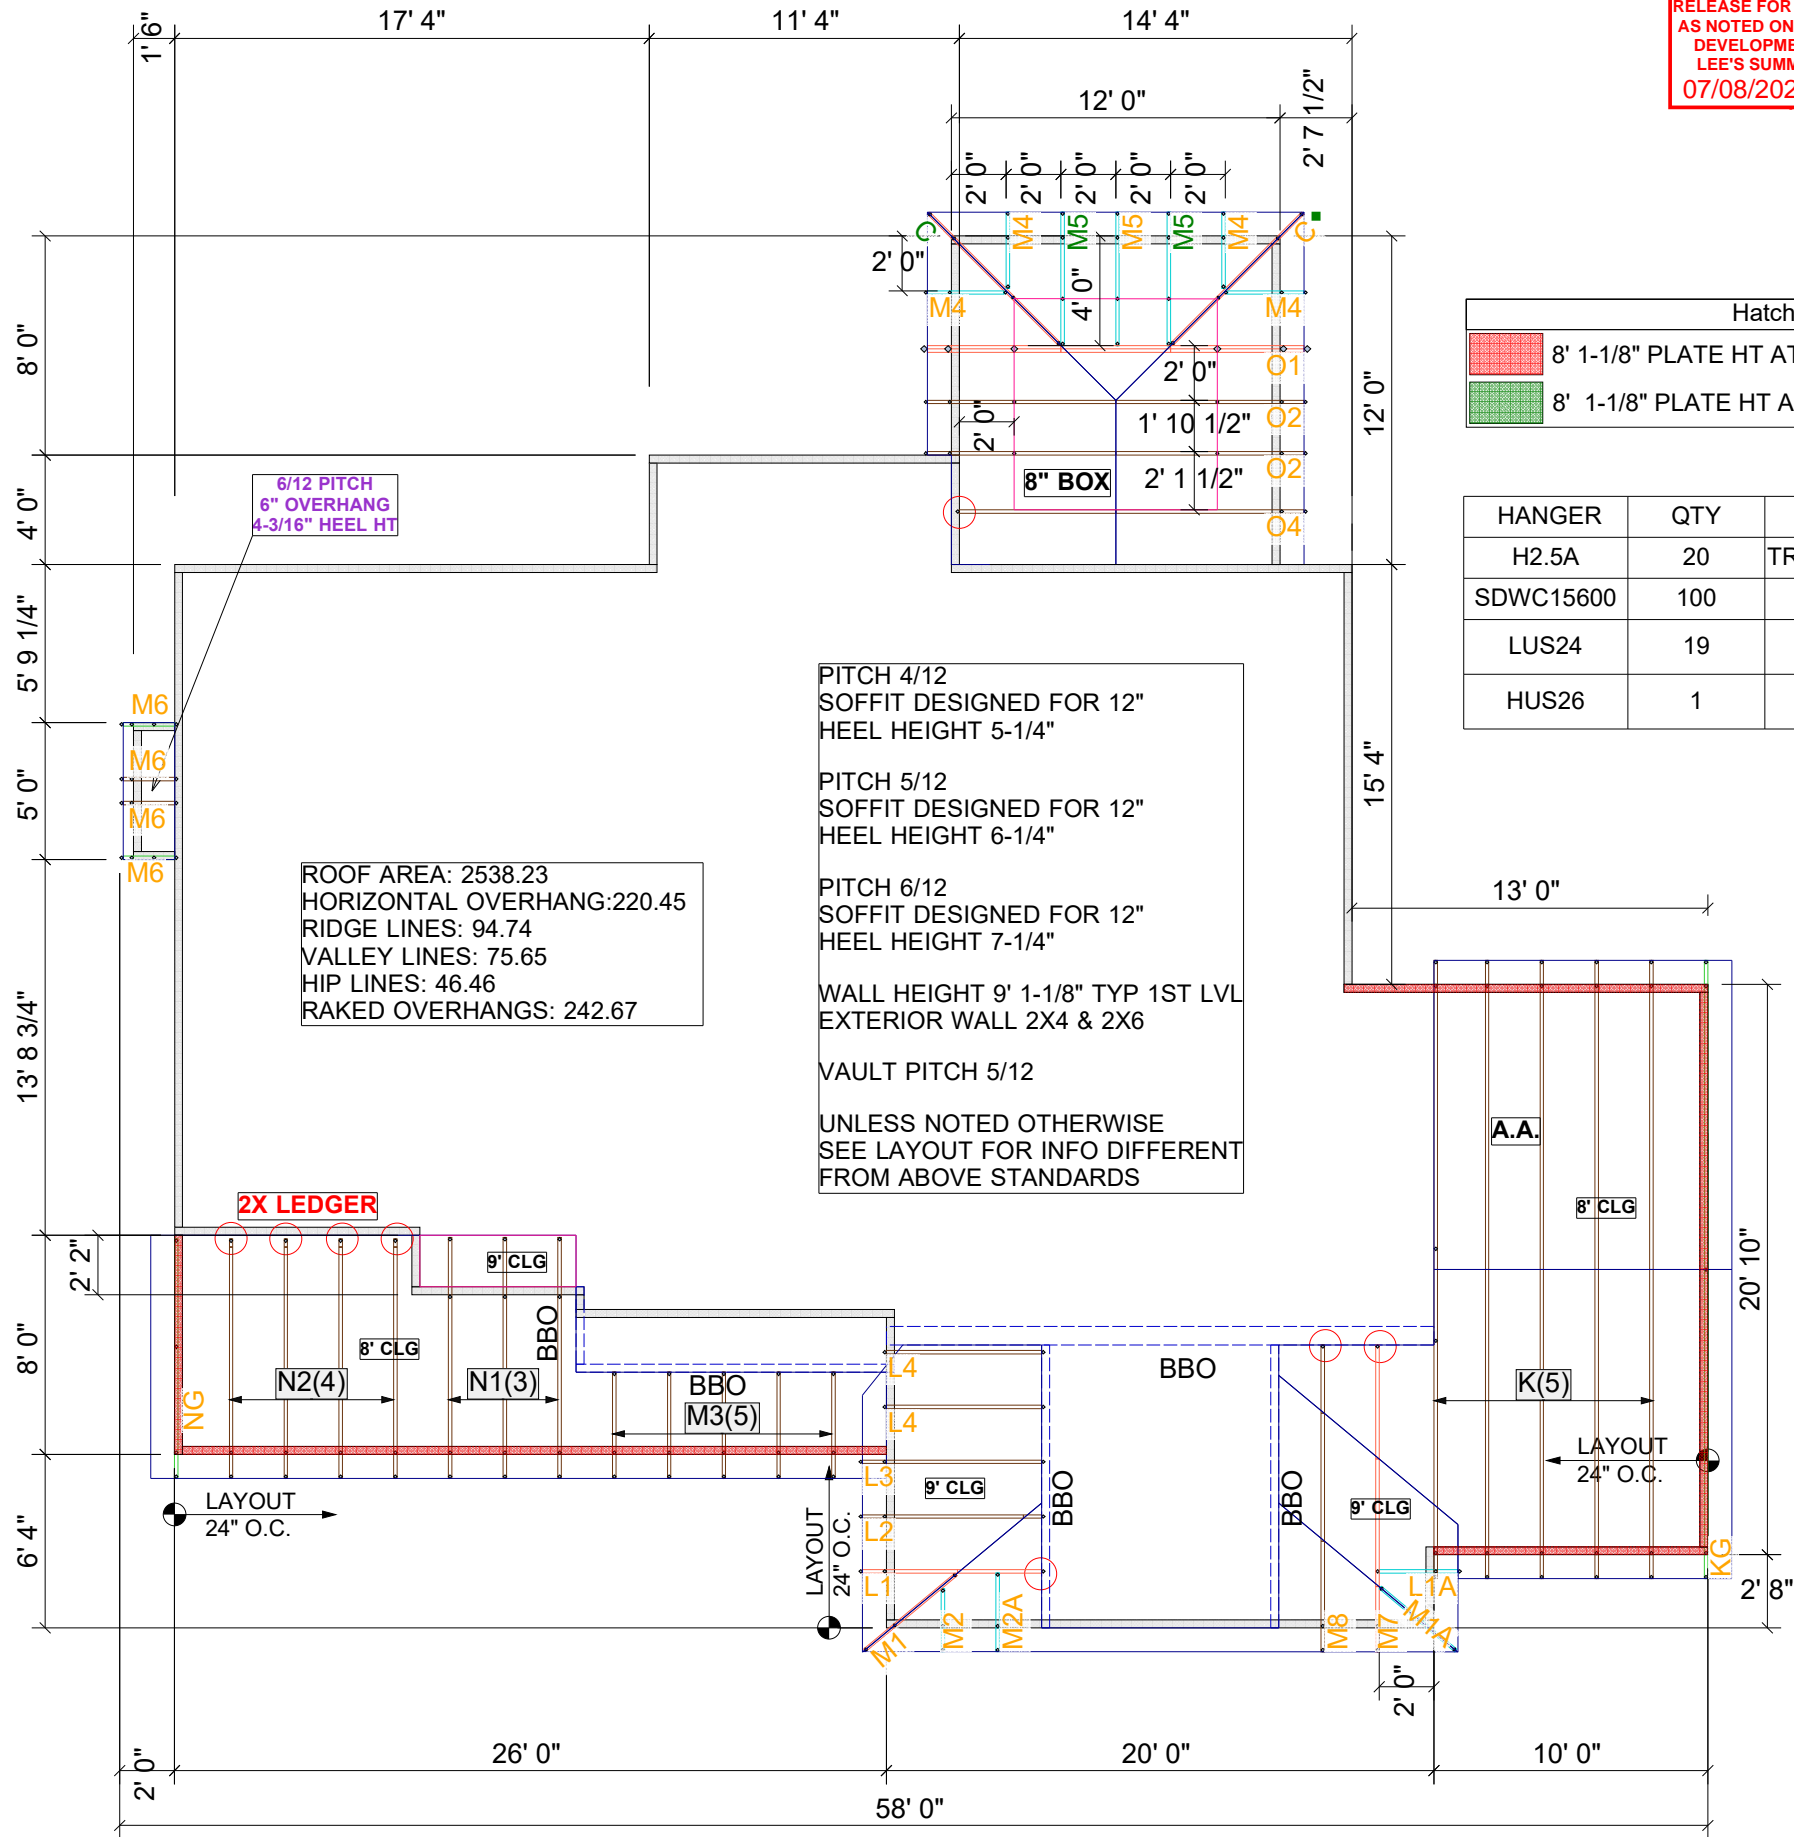 RELEASE FOR
AS NOTED ON
LEE'S SUMM
07/08/202
1' 6"
17' 4"
11' 4"
14' 4"
12' 0"
2' 7 1/2"
2' 0"
2' 0"
2' 0"
2' 0"
2' 0"
C
M4
M5
M5
M5
M4
C
2' 0"
4' 0"
M4
M4
O1
2' 0"
O2
1' 10 1/2"
2' 0"
O2
2' 1 1/2"
8" BOX
O4
8' 0"
4' 0"
5' 9 1/4"
5' 0"
13' 8 3/4"
8' 0"
6' 4"
12' 0"
15' 4"
Hatch
8' 1-1/8" PLATE HT AT
8' 1-1/8" PLATE HT A
HANGER QTY
H2.5A 20 TR
SDWC15600 100
LUS24 19
HUS26 1
6/12 PITCH
6" OVERHANG
4-3/16" HEEL HT
M6
M6
M6
M6
PITCH 4/12
SOFFIT DESIGNED FOR 12"
HEEL HEIGHT 5-1/4"
PITCH 5/12
SOFFIT DESIGNED FOR 12"
HEEL HEIGHT 6-1/4"
PITCH 6/12
SOFFIT DESIGNED FOR 12"
HEEL HEIGHT 7-1/4"
WALL HEIGHT 9' 1-1/8" TYP 1ST LVL
EXTERIOR WALL 2X4 & 2X6
VAULT PITCH 5/12
UNLESS NOTED OTHERWISE
SEE LAYOUT FOR INFO DIFFERENT
FROM ABOVE STANDARDS
ROOF AREA: 2538.23
HORIZONTAL OVERHANG:220.45
RIDGE LINES: 94.74
VALLEY LINES: 75.65
HIP LINES: 46.46
RAKED OVERHANGS: 242.67
13' 0"
A.A.
8' CLG
20' 10"
K(5)
LAYOUT
24" O.C.
KG
2' 8"
2X LEDGER
2' 2"
9' CLG
8' CLG
BBO
N2(4)
N1(3)
NG
BBO
M3(5)
LAYOUT
24" O.C.
LAYOUT
24" O.C.
L4
L4
L3
L2
L1
9' CLG
BBO
BBO
BBO
9' CLG
L1A
M1
M2
M2A
M8
M7
M1A
2' 0"
2' 0"
26' 0"
20' 0"
10' 0"
58' 0"